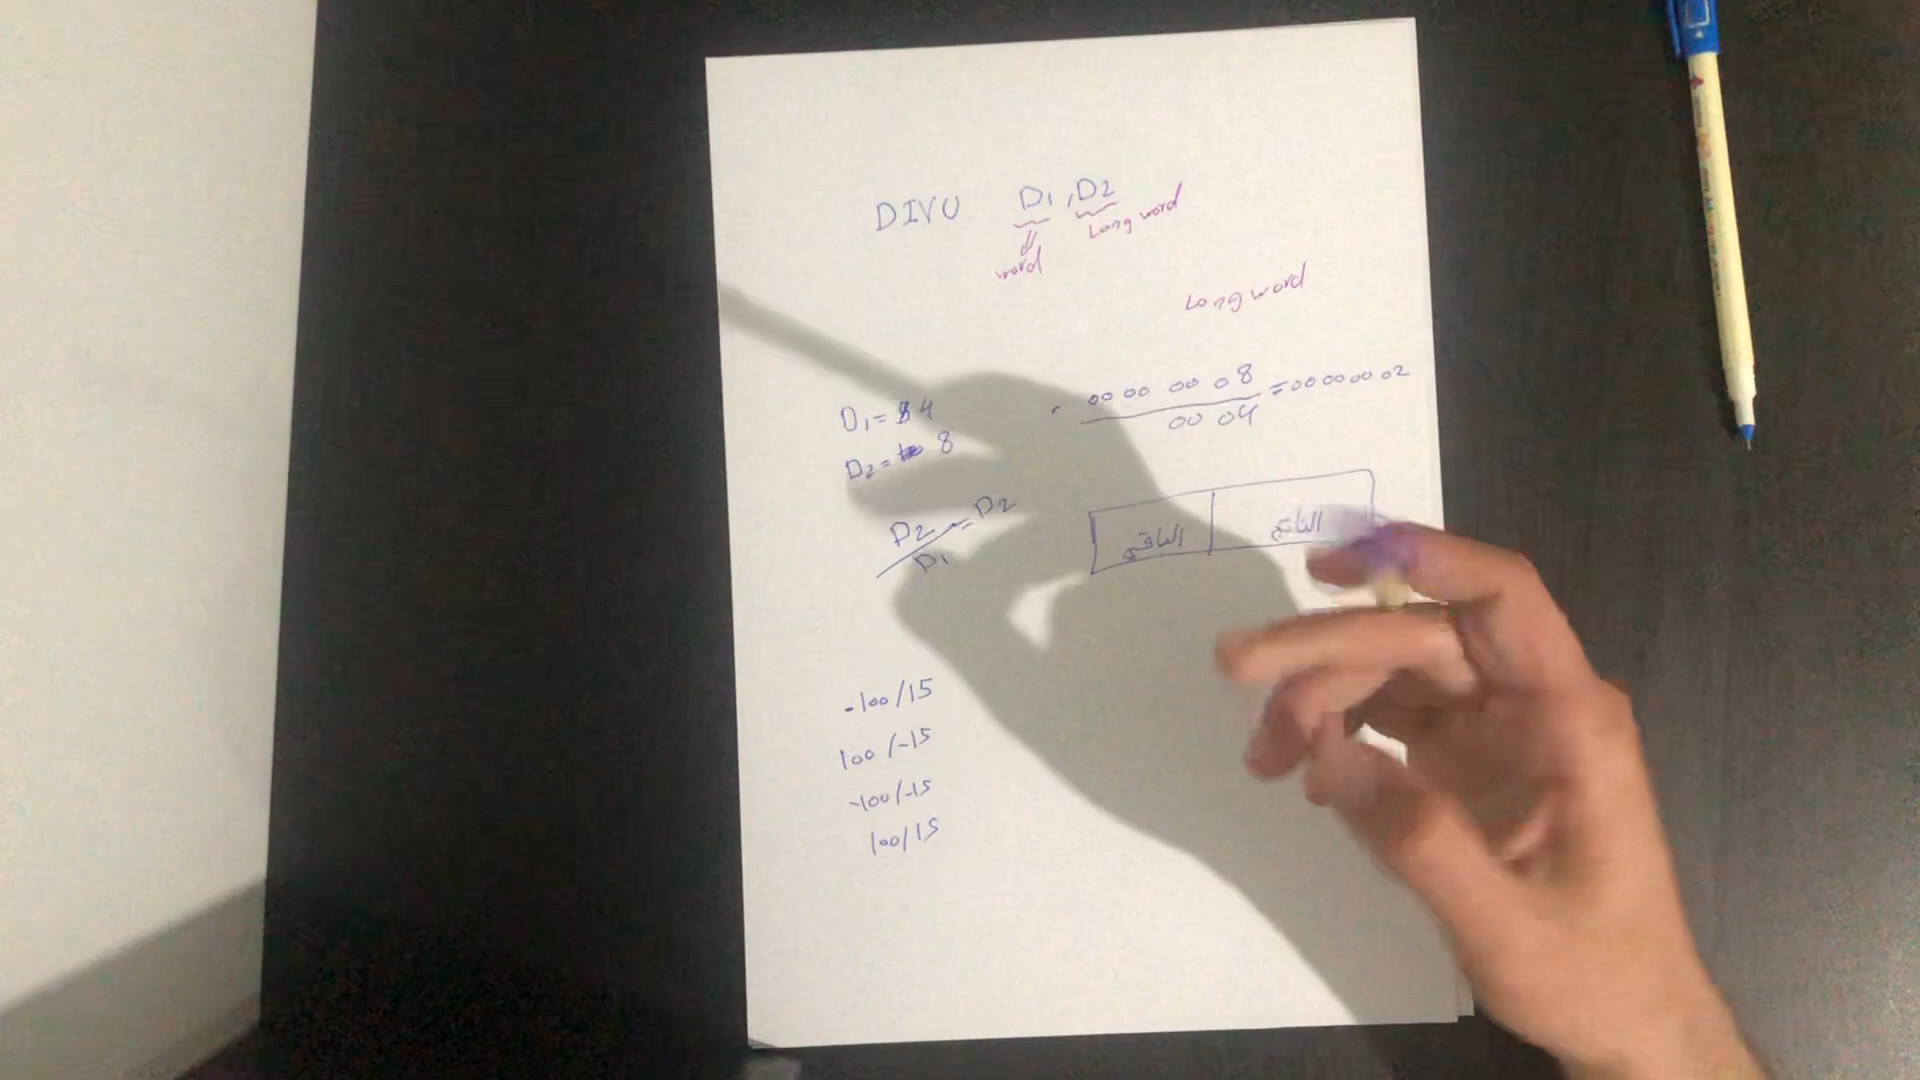 DIVU D1 , D2
word
Long word
Long word
D1 = 4
D2 = 8
00 00 00 08 / 00 04 = 00 00 00 02
D2 / D1 = D2
الباقي
الناتج
-100/15
100/-15
-100/-15
100/15